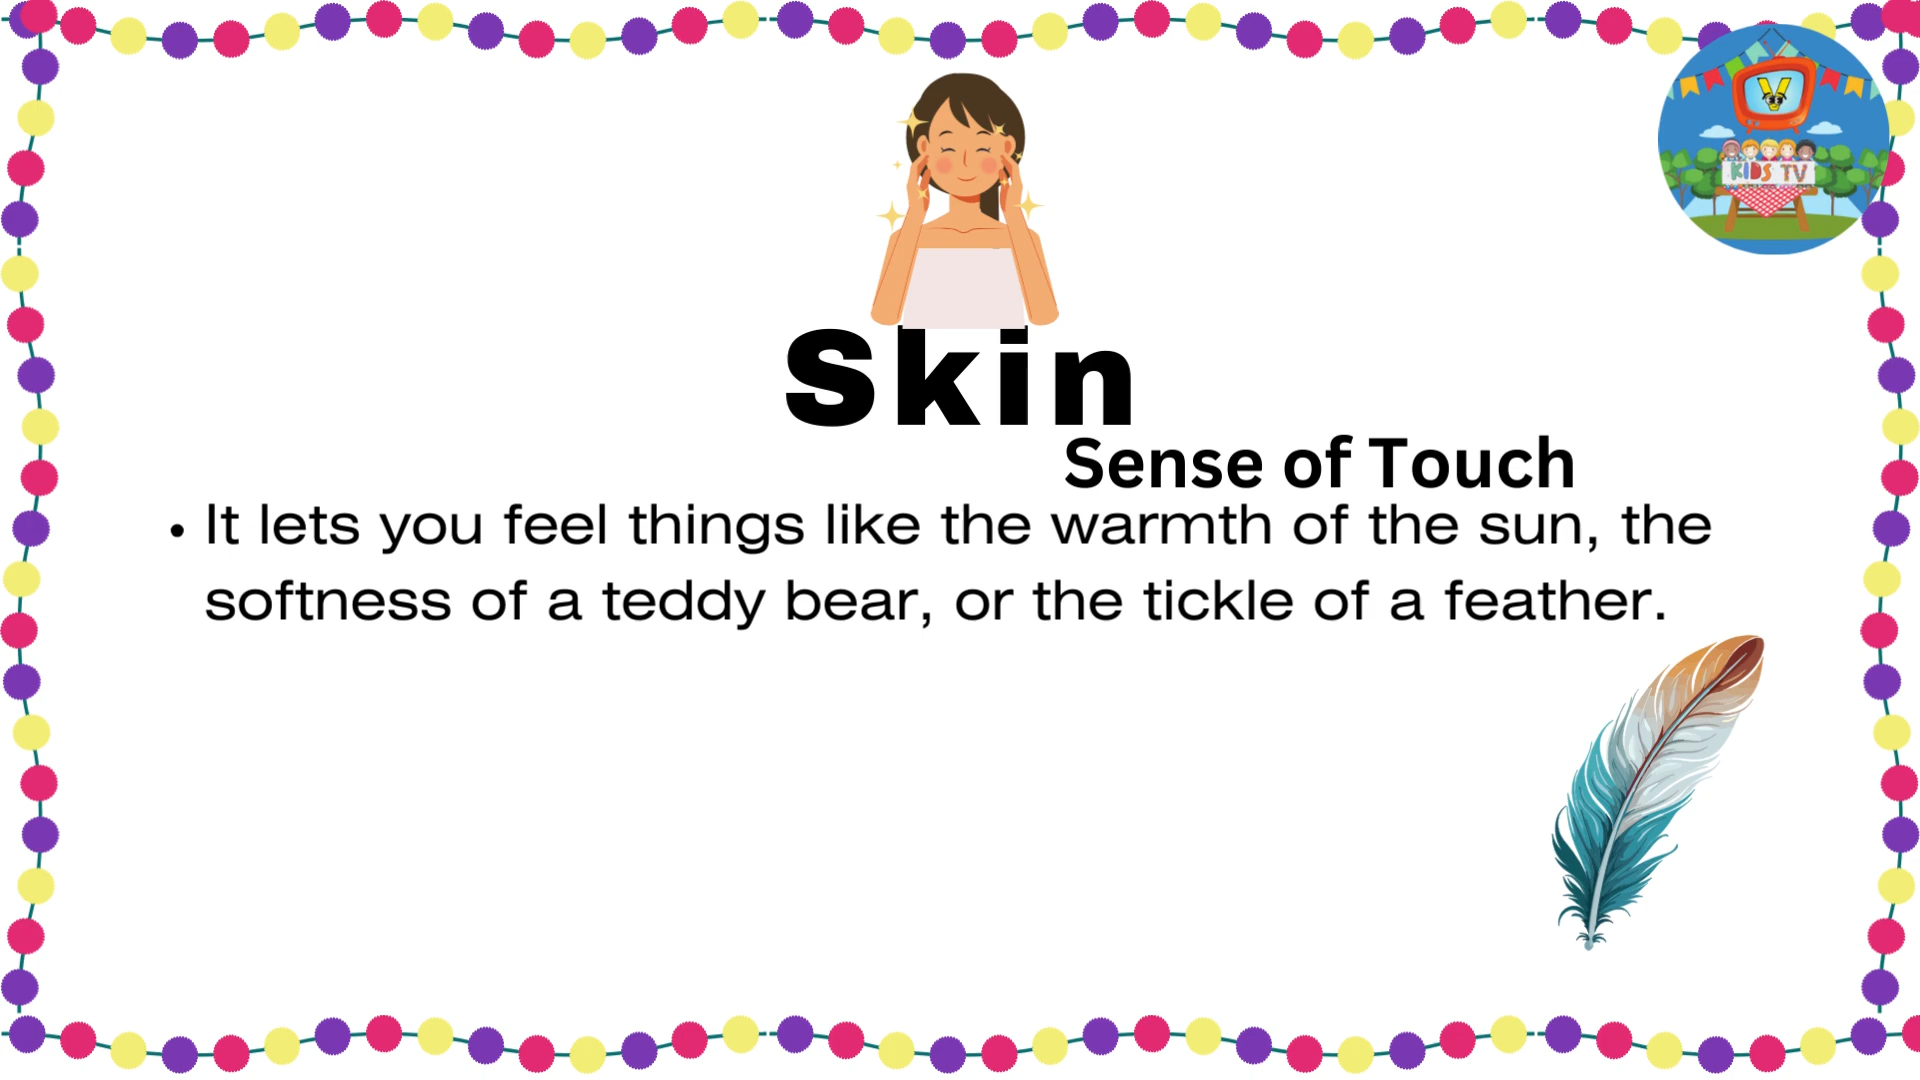 V
KIDS TV
Skin
Sense of Touch
• It lets you feel things like the warmth of the sun, the
softness of a teddy bear, or the tickle of a feather.